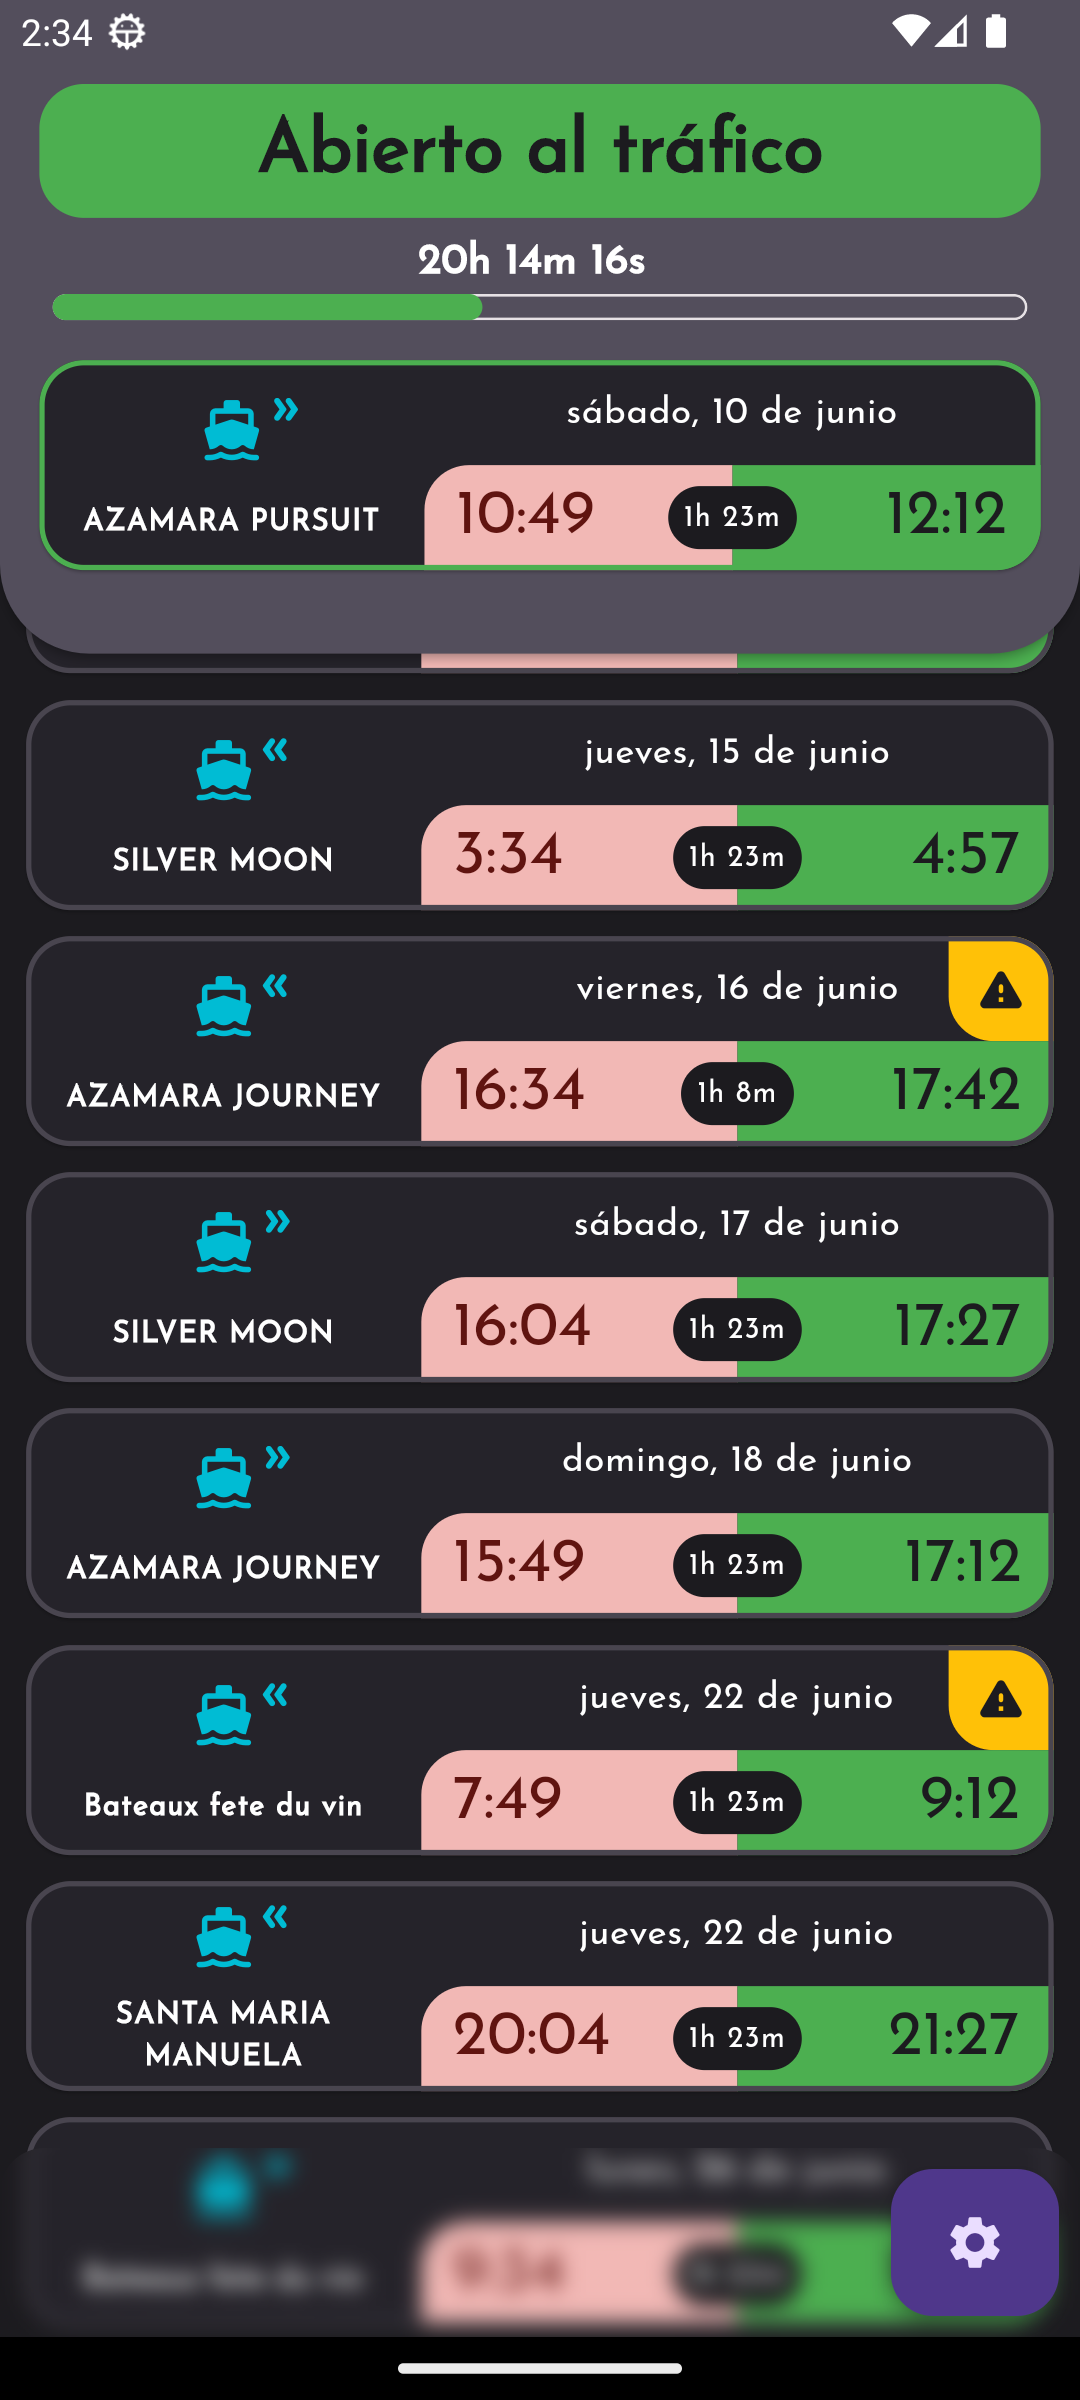 2:34
Abierto al tráfico
20h 14m 16s
sábado, 10 de junio
AZAMARA PURSUIT
10:49
1h 23m
12:12
jueves, 15 de junio
SILVER MOON
3:34
1h 23m
4:57
viernes, 16 de junio
AZAMARA JOURNEY
16:34
1h 8m
17:42
sábado, 17 de junio
SILVER MOON
16:04
1h 23m
17:27
domingo, 18 de junio
AZAMARA JOURNEY
15:49
1h 23m
17:12
jueves, 22 de junio
Bateaux fete du vin
7:49
1h 23m
9:12
jueves, 22 de junio
SANTA MARIA
MANUELA
20:04
1h 23m
21:27